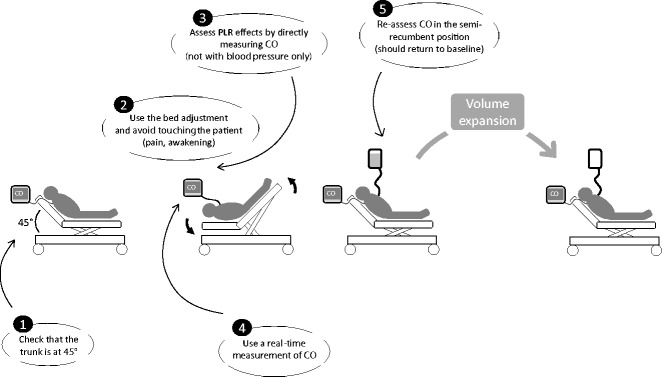 3
Assess PLR effects by directly
measuring CO
(not with blood pressure only)
5
Re-assess CO in the semi-
recumbent position
(should return to baseline)
2
Use the bed adjustment
and avoid touching the patient
(pain, awakening)
Volume
expansion
CO
45°
CO
CO
CO
1
Check that the
trunk is at 45°
4
Use a real-time
measurement of CO